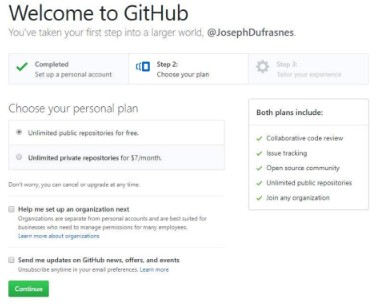 Welcome to GitHub
You've taken your first step into a larger world, @JosephDufrasnes.
Completed
Set up a personal account
Step 2:
Choose your plan
Step 3:
Tailor your experience
Choose your personal plan
Unlimited public repositories for free.
Unlimited private repositories for $7/month.
Don't worry, you can cancel or upgrade at any time.
Help me set up an organization next
Organizations are separate from personal accounts and are best suited for
businesses who need to manage permissions for many employees.
Learn more about organizations
Send me updates on GitHub news, offers, and events
Unsubscribe anytime in your email preferences. Learn more
Continue
Both plans include:
Collaborative code review
Issue tracking
Open source community
Unlimited public repositories
Join any organization